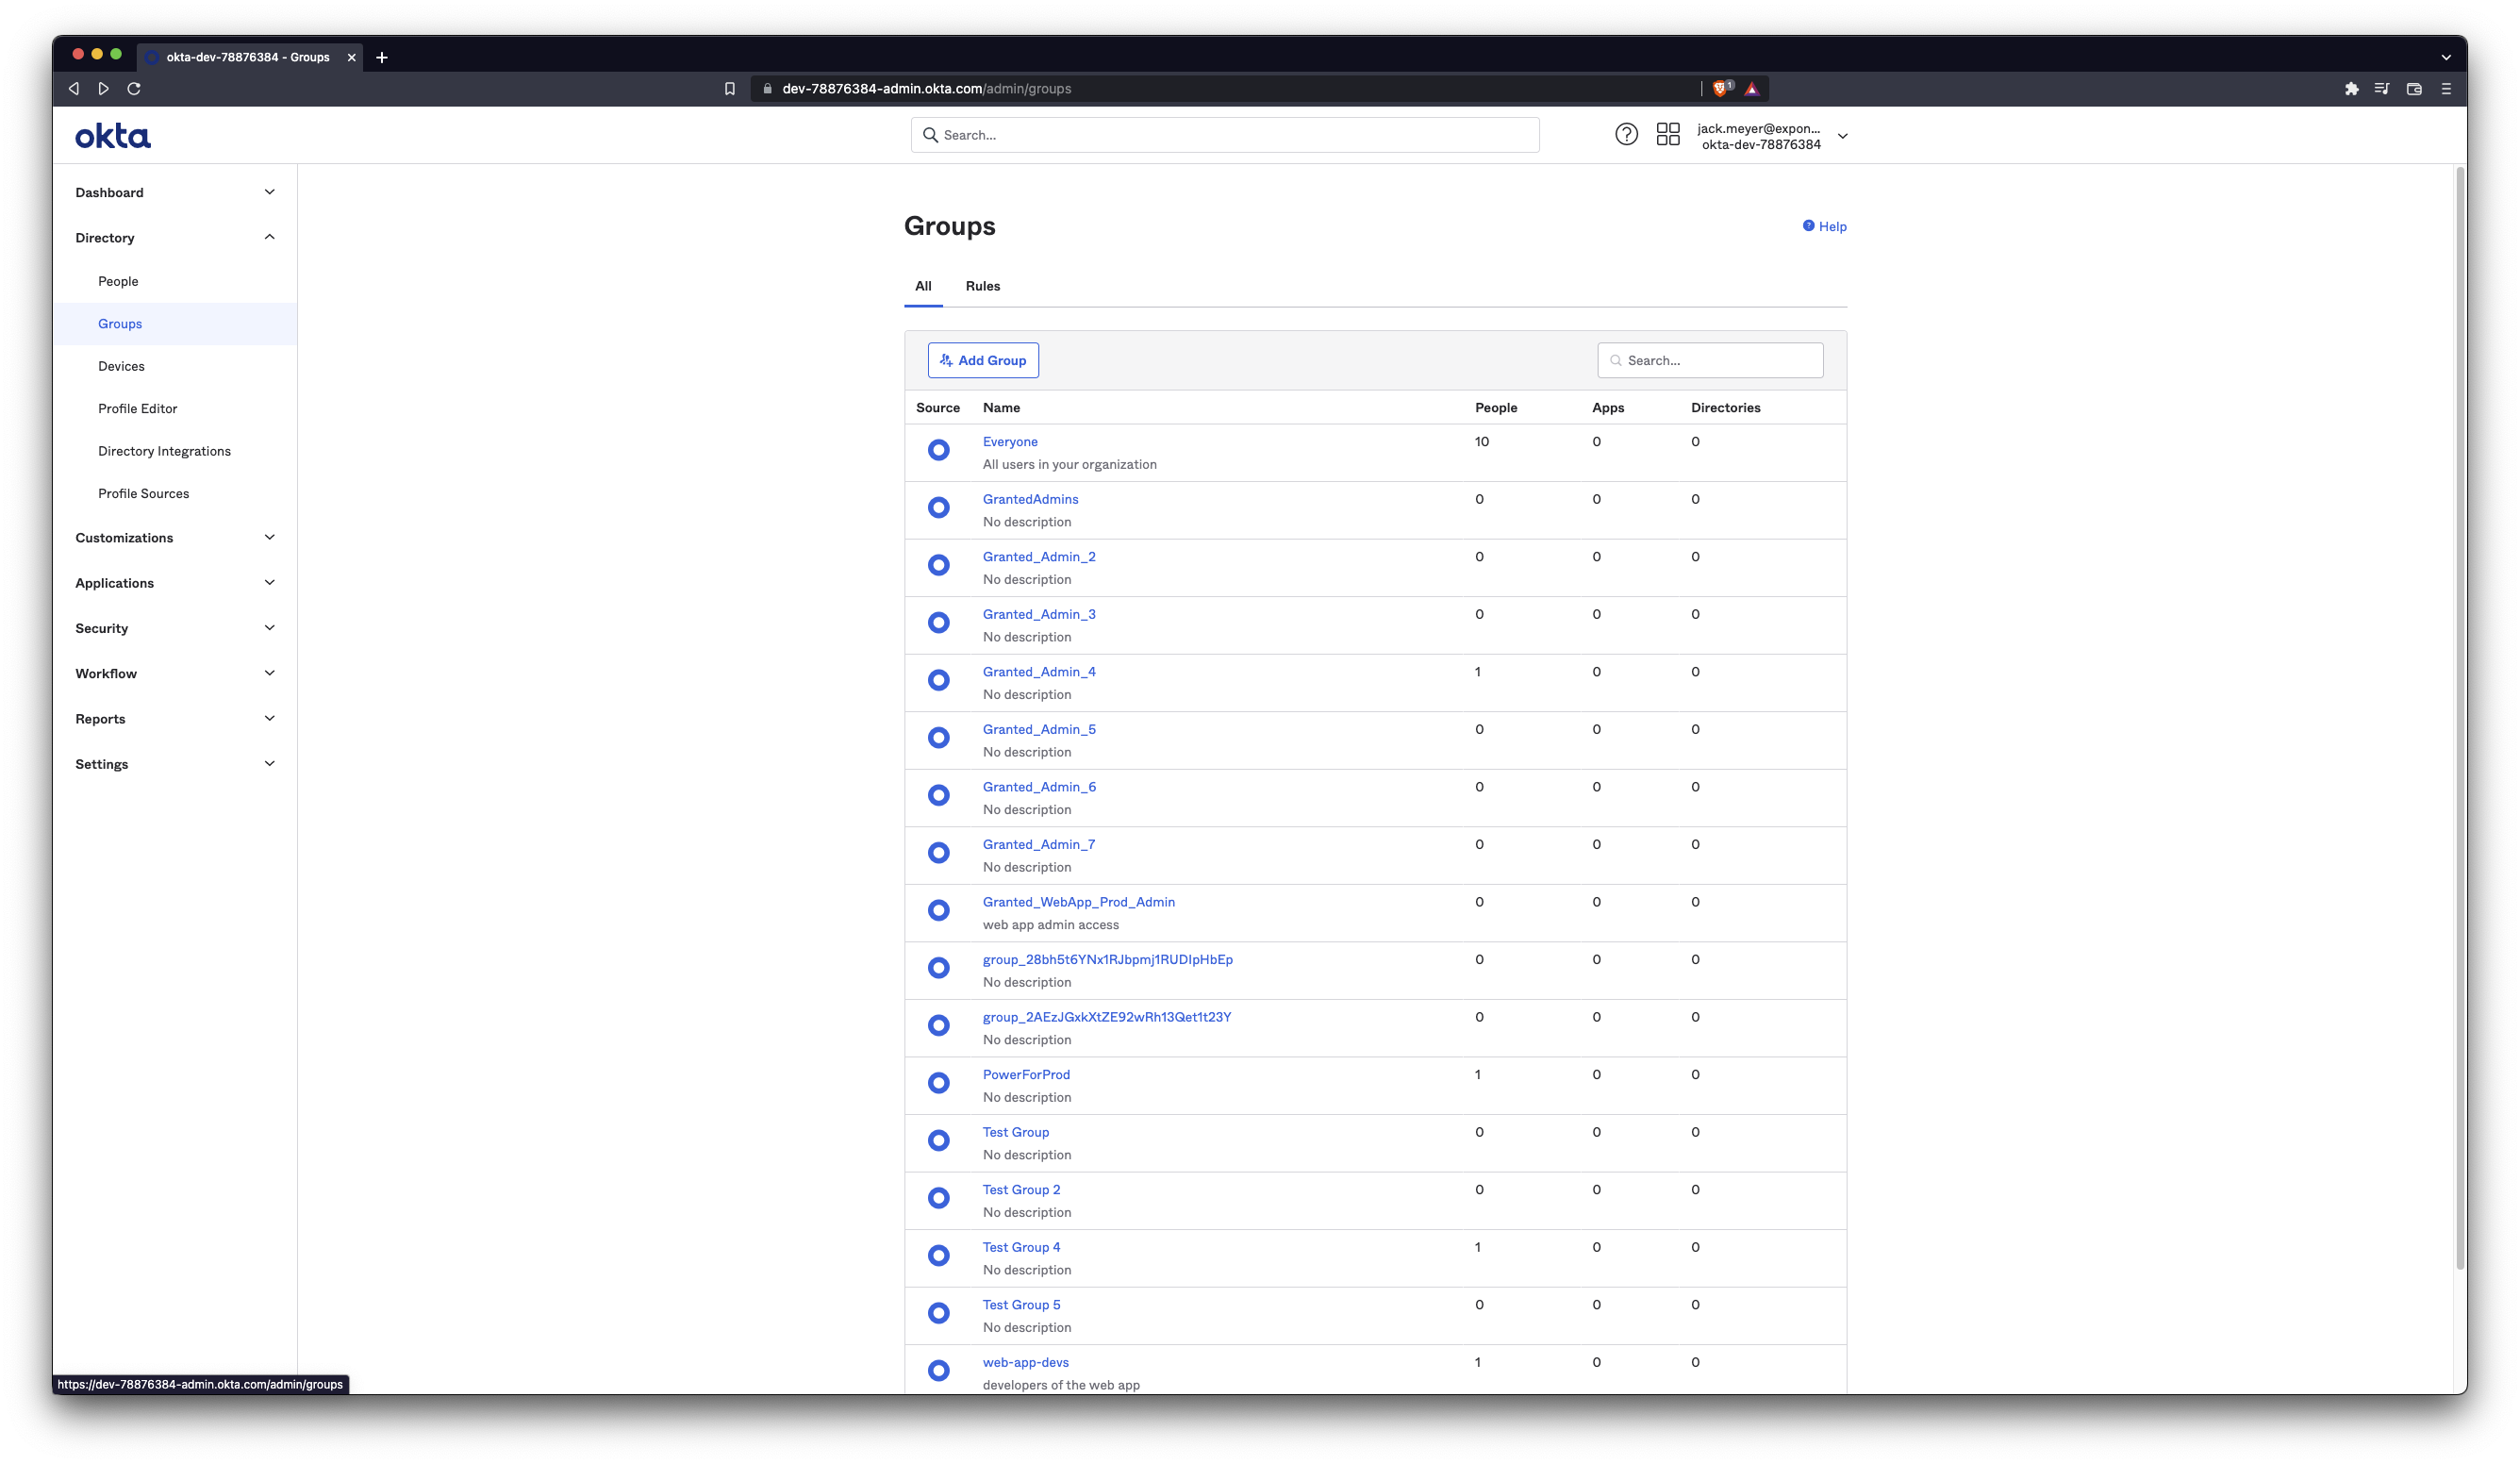 okta-dev-78876384 - Groups
dev-78876384-admin.okta.com/admin/groups
1
okta
Search...
jack.meyer@expon...
okta-dev-78876384
Dashboard
Directory
People
Groups
Devices
Profile Editor
Directory Integrations
Profile Sources
Customizations
Applications
Security
Workflow
Reports
Settings
Groups
Help
All Rules
Add Group
Search...
Source Name People Apps Directories
Everyone 10 0 0
All users in your organization
GrantedAdmins 0 0 0
No description
Granted_Admin_2 0 0 0
No description
Granted_Admin_3 0 0 0
No description
Granted_Admin_4 1 0 0
No description
Granted_Admin_5 0 0 0
No description
Granted_Admin_6 0 0 0
No description
Granted_Admin_7 0 0 0
No description
Granted_WebApp_Prod_Admin 0 0 0
web app admin access
group_28bh5t6YNx1RJbpmj1RUDIpHbEp 0 0 0
No description
group_2AEzJGxkXtZE92wRh13Qet1t23Y 0 0 0
No description
PowerForProd 1 0 0
No description
Test Group 0 0 0
No description
Test Group 2 0 0 0
No description
Test Group 4 1 0 0
No description
Test Group 5 0 0 0
No description
web-app-devs 1 0 0
developers of the web app
https://dev-78876384-admin.okta.com/admin/groups